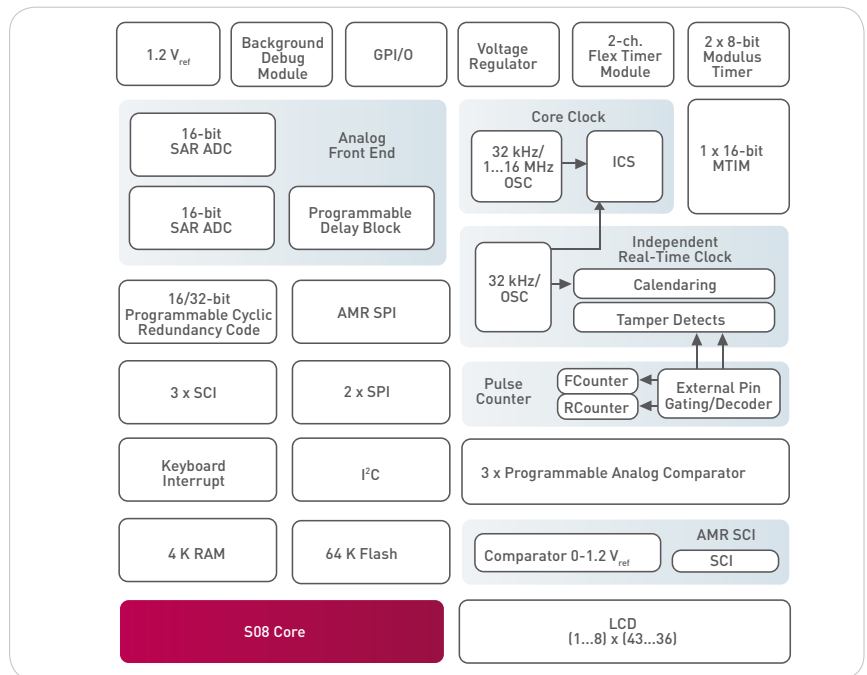 1.2 Vref
Background
Debug
Module
GPI/O
Voltage
Regulator
2-ch.
Flex Timer
Module
2 x 8-bit
Modulus
Timer
16-bit
SAR ADC
Analog
Front End
16-bit
SAR ADC
Programmable
Delay Block
Core Clock
32 kHz/
1...16 MHz
OSC
ICS
1 x 16-bit
MTIM
Independent
Real-Time Clock
32 kHz/
OSC
Calendaring
Tamper Detects
16/32-bit
Programmable Cyclic
Redundancy Code
AMR SPI
3 x SCI
2 x SPI
Pulse
Counter
FCounter
RCounter
External Pin
Gating/Decoder
Keyboard
Interrupt
I²C
3 x Programmable Analog Comparator
4 K RAM
64 K Flash
Comparator 0-1.2 Vref
AMR SCI
SCI
S08 Core
LCD
(1...8) x (43...36)